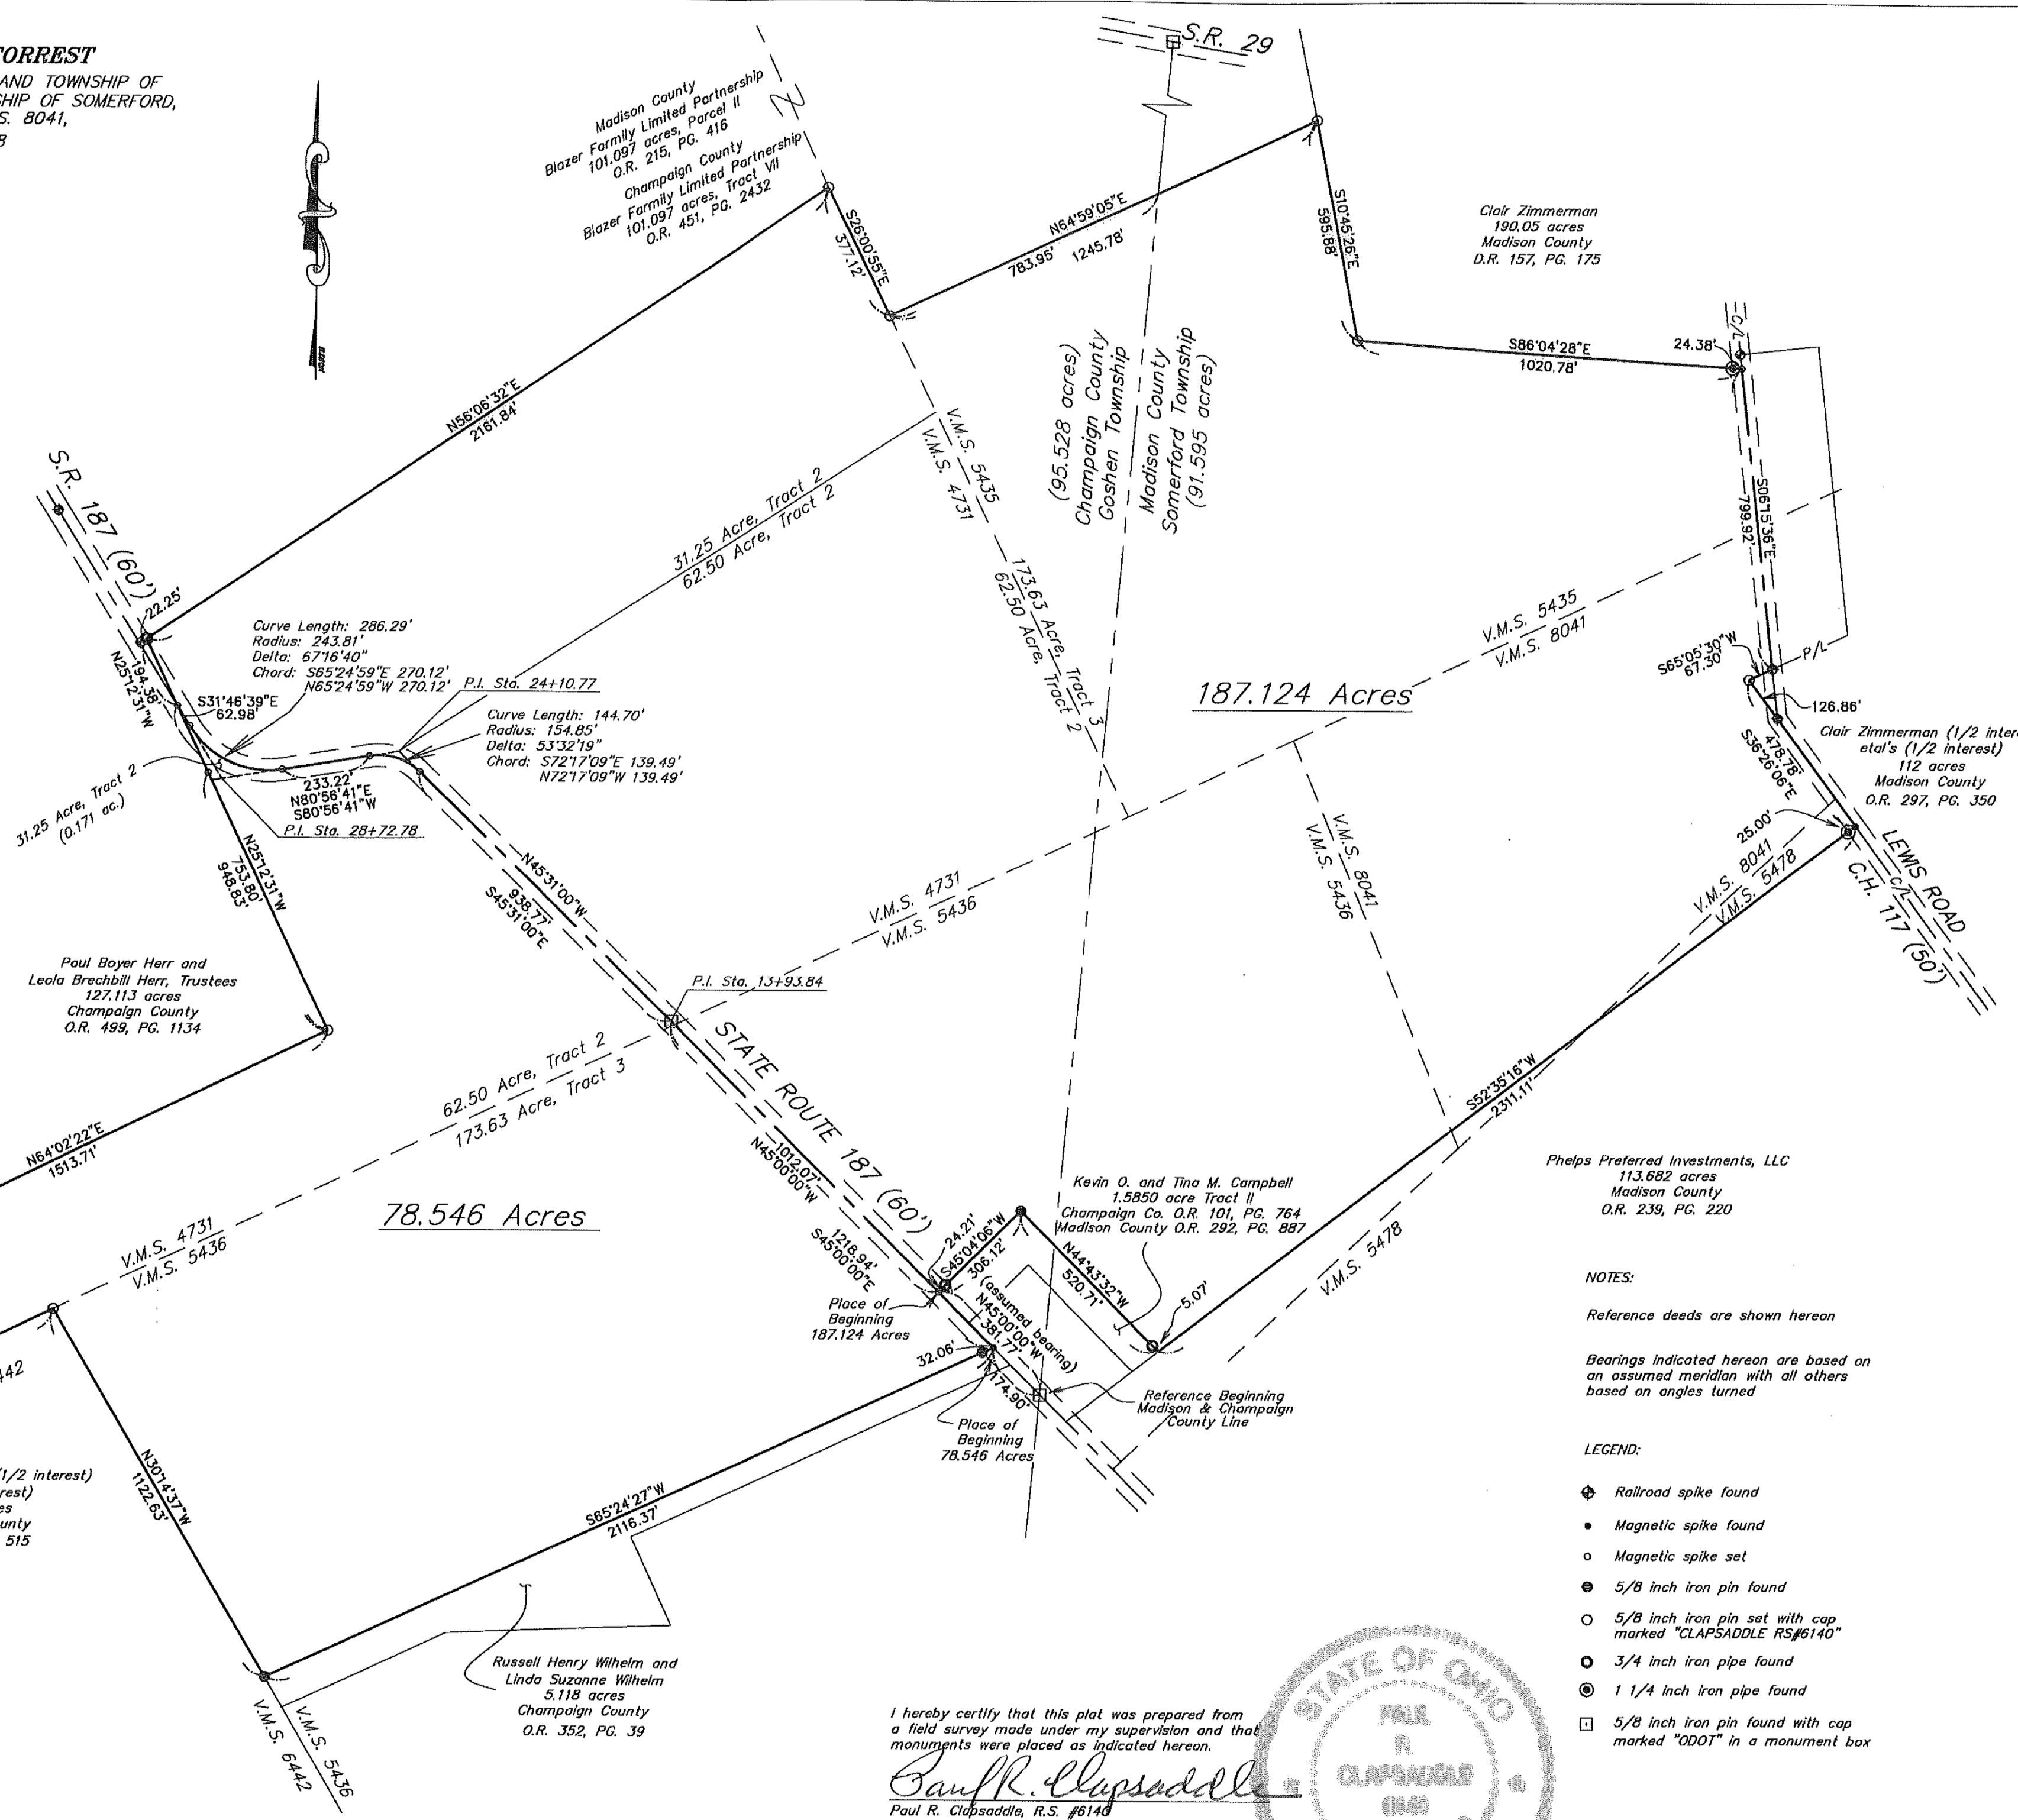 FORREST
AND TOWNSHIP OF
SHIP OF SOMERFORD,
S. 8041,
S.R. 29
Madison County
Blazer Farmily Limited Partnership
101.097 acres, Parcel II
O.R. 215, PG. 416
Champaign County
Blazer Farmily Limited Partnership
101.097 acres, Tract VII
O.R. 451, PG. 2432
S26°00'55"E
377.12'
N64°59'05"E
783.95'
1245.78'
S10°45'26"E
595.88'
Clair Zimmerman
190.05 acres
Madison County
D.R. 157, PG. 175
C/L
24.38'
S86°04'28"E
1020.78'
N56°06'32"E
2161.84'
(95.528 acres)
Champaign County
Goshen Township
Madison County
Somerford Township
(91.595 acres)
V.M.S. 5435
V.M.S. 4731
S06°15'36"E
799.92'
S.R. 187 (60')
31.25 Acre, Tract 2
62.50 Acre, Tract 2
173.63 Acre, Tract 3
62.50 Acre, Tract 2
V.M.S. 5435
V.M.S. 8041
22.25'
194.38'
N25°12'31"W
Curve Length: 286.29'
Radius: 243.81'
Delta: 67°16'40"
Chord: S65°24'59"E 270.12'
N65°24'59"W 270.12'
P.I. Sta. 24+10.77
S31°46'39"E
62.98'
Curve Length: 144.70'
Radius: 154.85'
Delta: 53°32'19"
Chord: S72°17'09"E 139.49'
N72°17'09"W 139.49'
187.124 Acres
S65°05'30"W
67.30'
P/L
126.86'
478.78'
S36°26'06"E
Clair Zimmerman (1/2 inter
etal's (1/2 interest)
112 acres
Madison County
O.R. 297, PG. 350
31.25 Acre, Tract 2
(0.171 ac.)
233.22'
N80°56'41"E
S80°56'41"W
P.I. Sta. 28+72.78
N25°12'31"W
753.80'
948.83'
N45°31'00"W
938.77'
S45°31'00"E
V.M.S. 4731
V.M.S. 5436
V.M.S. 8041
V.M.S. 5436
25.00'
V.M.S. 8041
V.M.S. 5478
LEWIS ROAD
C/L
C.H. 117 (50')
Paul Boyer Herr and
Leola Brechbill Herr, Trustees
127.113 acres
Champaign County
O.R. 499, PG. 1134
P.I. Sta. 13+93.84
STATE ROUTE 187 (60')
62.50 Acre, Tract 2
173.63 Acre, Tract 3
N64°02'22"E
1513.71'
1012.07'
N45°00'00"W
S52°35'16"W
2311.11'
78.546 Acres
V.M.S. 4731
V.M.S. 5436
1218.94'
S45°00'00"E
24.21'
S45°04'06"W
306.12'
Kevin O. and Tina M. Campbell
1.5850 acre Tract II
Champaign Co. O.R. 101, PG. 764
Madison County O.R. 292, PG. 887
N44°43'32"W
520.71'
5.07'
V.M.S. 5478
Phelps Preferred Investments, LLC
113.682 acres
Madison County
O.R. 239, PG. 220
Place of
Beginning
187.124 Acres
(assumed bearing)
N45°00'00"W
381.77'
32.06'
174.90'
Place of
Beginning
78.546 Acres
Reference Beginning
Madison & Champaign
County Line
442
N30°14'37"W
1122.63'
S65°24'27"W
2116.37'
(1/2 interest)
rest)
es
unty
515
Russell Henry Wilhelm and
Linda Suzanne Wilhelm
5.118 acres
Champaign County
O.R. 352, PG. 39
V.M.S. 5436
V.M.S. 6442
NOTES:
Reference deeds are shown hereon
Bearings indicated hereon are based on
an assumed meridian with all others
based on angles turned
LEGEND:
Railroad spike found
Magnetic spike found
Magnetic spike set
5/8 inch iron pin found
5/8 inch iron pin set with cap
marked "CLAPSADDLE RS#6140"
3/4 inch iron pipe found
1 1/4 inch iron pipe found
5/8 inch iron pin found with cap
marked "ODOT" in a monument box
I hereby certify that this plat was prepared from
a field survey made under my supervision and that
monuments were placed as indicated hereon.
Paul R. Clapsaddle
Paul R. Clapsaddle, R.S. #6140
STATE OF OHIO
PAUL
R
CLAPSADDLE
6140